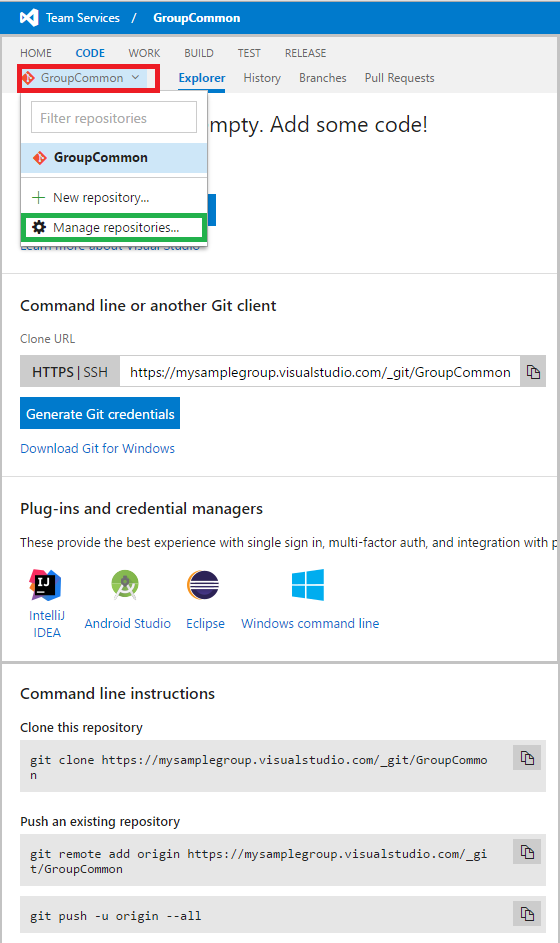 Team Services / GroupCommon
HOME CODE WORK BUILD TEST RELEASE
GroupCommon Explorer History Branches Pull Requests
Filter repositories
mpty. Add some code!
GroupCommon
New repository...
Manage repositories...
Learn more about Visual Studio
Command line or another Git client
Clone URL
HTTPS | SSH https://mysamplegroup.visualstudio.com/_git/GroupCommon
Generate Git credentials
Download Git for Windows
Plug-ins and credential managers
These provide the best experience with single sign in, multi-factor auth, and integration with p
IJ
IntelliJ
IDEA
Android Studio Eclipse Windows command line
Command line instructions
Clone this repository
git clone https://mysamplegroup.visualstudio.com/_git/GroupCommo
n
Push an existing repository
git remote add origin https://mysamplegroup.visualstudio.com/_gi
t/GroupCommon
git push -u origin --all